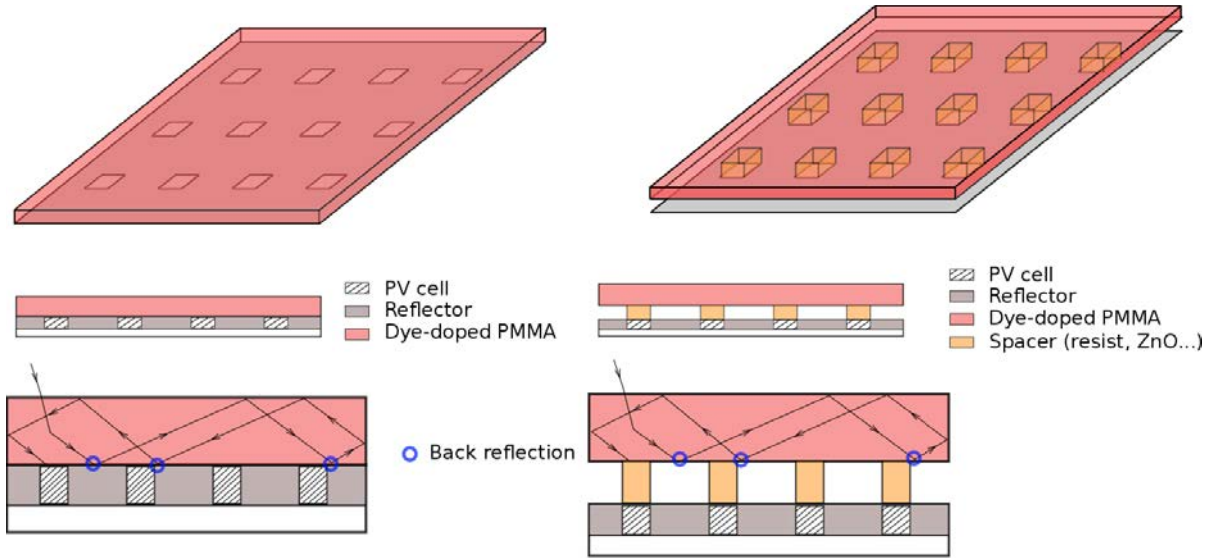 PV cell
Reflector
Dye-doped PMMA
PV cell
Reflector
Dye-doped PMMA
Spacer (resist, ZnO...)
Back reflection